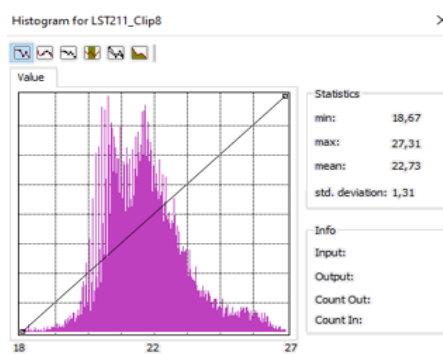 Histogram for LST211_Clip8
Value
Statistics
min: 18,67
max: 27,31
mean: 22,73
std. deviation: 1,31
Info
Input:
Output:
Count Out:
Count In:
18 22 27